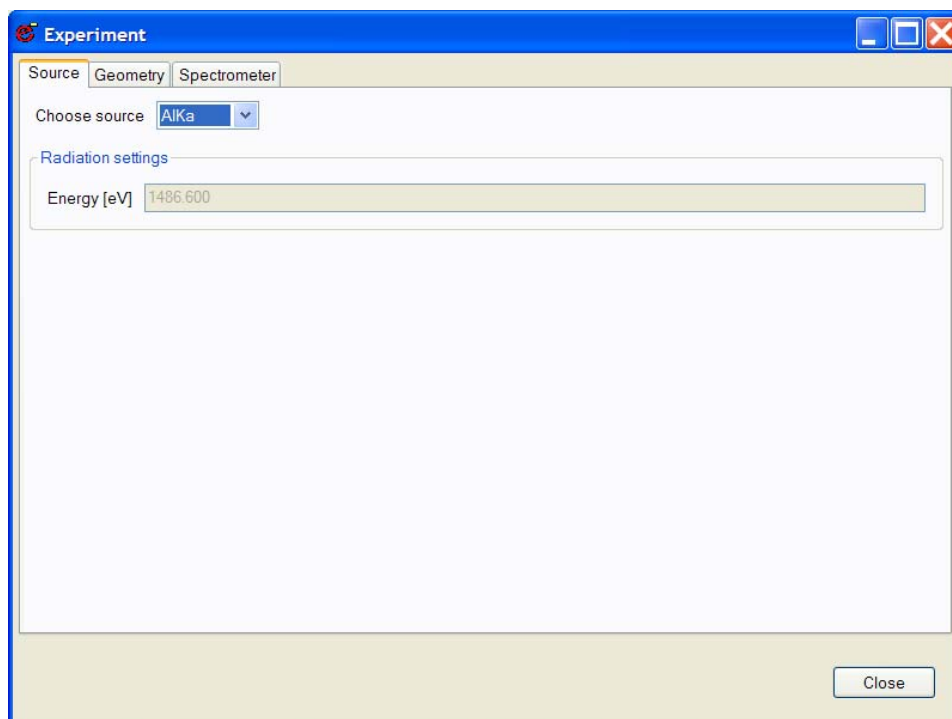 Experiment
Source Geometry Spectrometer
Choose source AlKa
Radiation settings
Energy [eV] 1486.600
Close